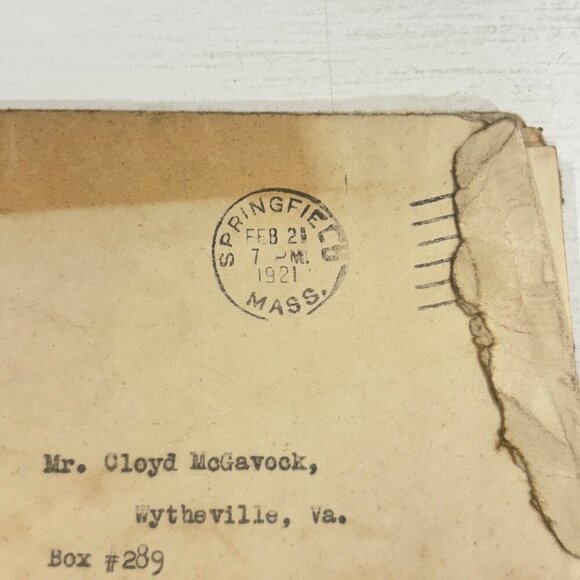 SPRINGFIELD
FEB 21
7 PM
1921
MASS.
Mr. Cloyd McGavock,
Wytheville, Va.
Box #289